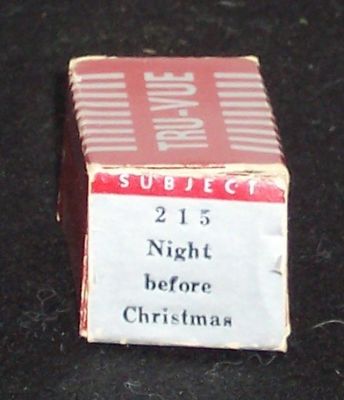 TRU-VUE
SUBJECT
215
Night
before
Christmas